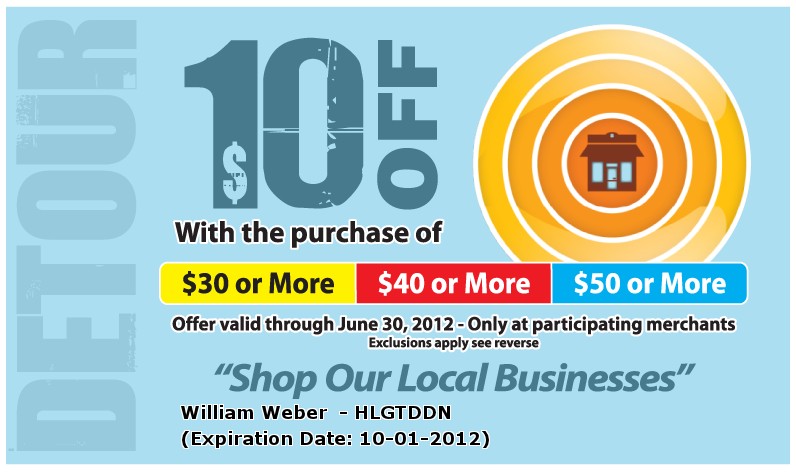 DETOUR
$10 OFF
With the purchase of
$30 or More $40 or More $50 or More
Offer valid through June 30, 2012 - Only at participating merchants
Exclusions apply see reverse
“Shop Our Local Businesses”
William Weber - HLGTDDN
(Expiration Date: 10-01-2012)